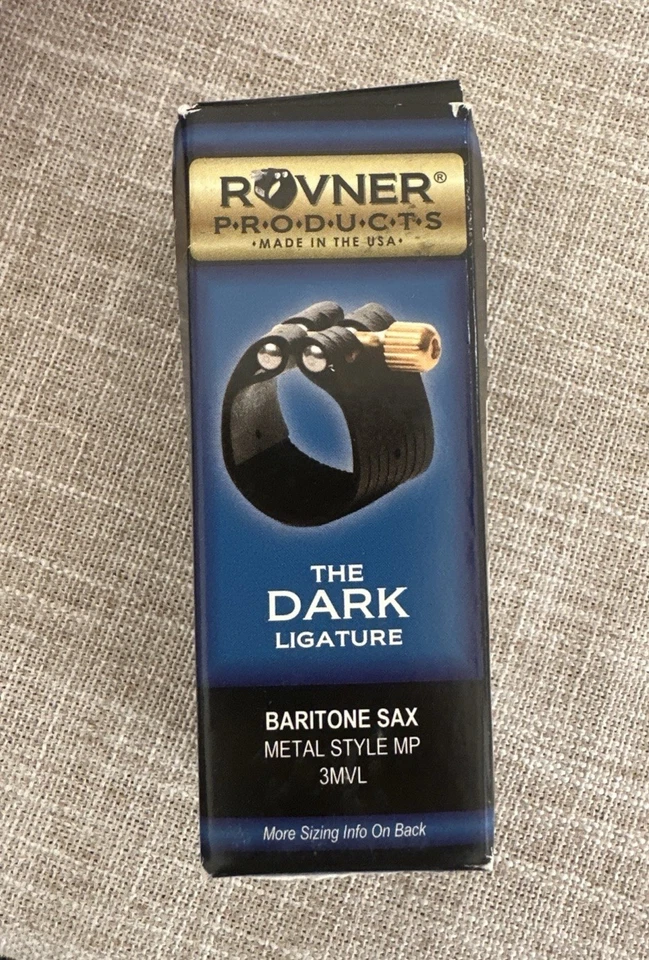 ROVNER®
P•R•O•D•U•C•T•S
•MADE IN THE USA•
THE
DARK
LIGATURE
BARITONE SAX
METAL STYLE MP
3MVL
More Sizing Info On Back